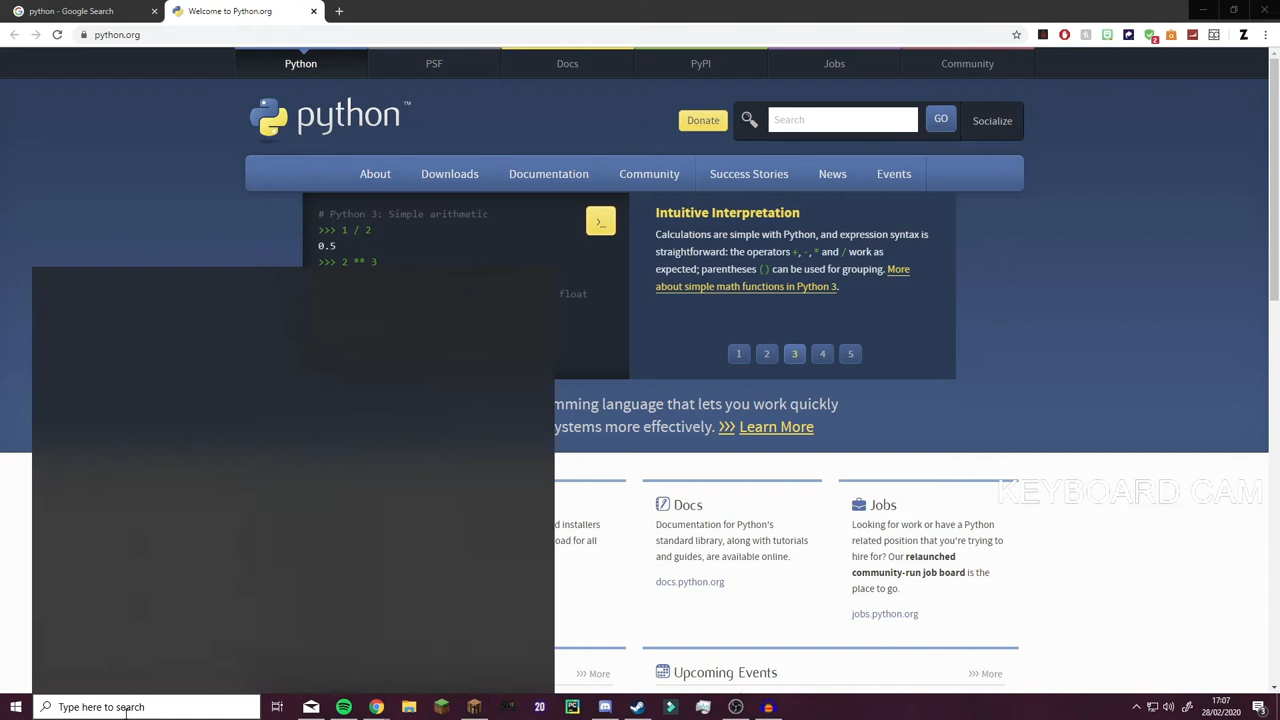 python - Google Search
Welcome to Python.org
python.org
2
Python
PSF
Docs
PyPI
Jobs
Community
python™
Donate
Search
GO
Socialize
About
Downloads
Documentation
Community
Success Stories
News
Events
# Python 3: Simple arithmetic
>>> 1 / 2
0.5
>>> 2 ** 3
float
>_
Intuitive Interpretation
Calculations are simple with Python, and expression syntax is
straightforward: the operators +, -, * and / work as
expected; parentheses () can be used for grouping. More
about simple math functions in Python 3.
1 2 3 4 5
mming language that lets you work quickly
ystems more effectively. >>> Learn More
d installers
oad for all
Docs
Documentation for Python's
standard library, along with tutorials
and guides, are available online.
docs.python.org
Jobs
Looking for work or have a Python
related position that you're trying to
hire for? Our relaunched
community-run job board is the
place to go.
jobs.python.org
KEYBOARD CAM
>>> More
Upcoming Events
>>> More
Type here to search
20
PC
17:07
28/02/2020
3